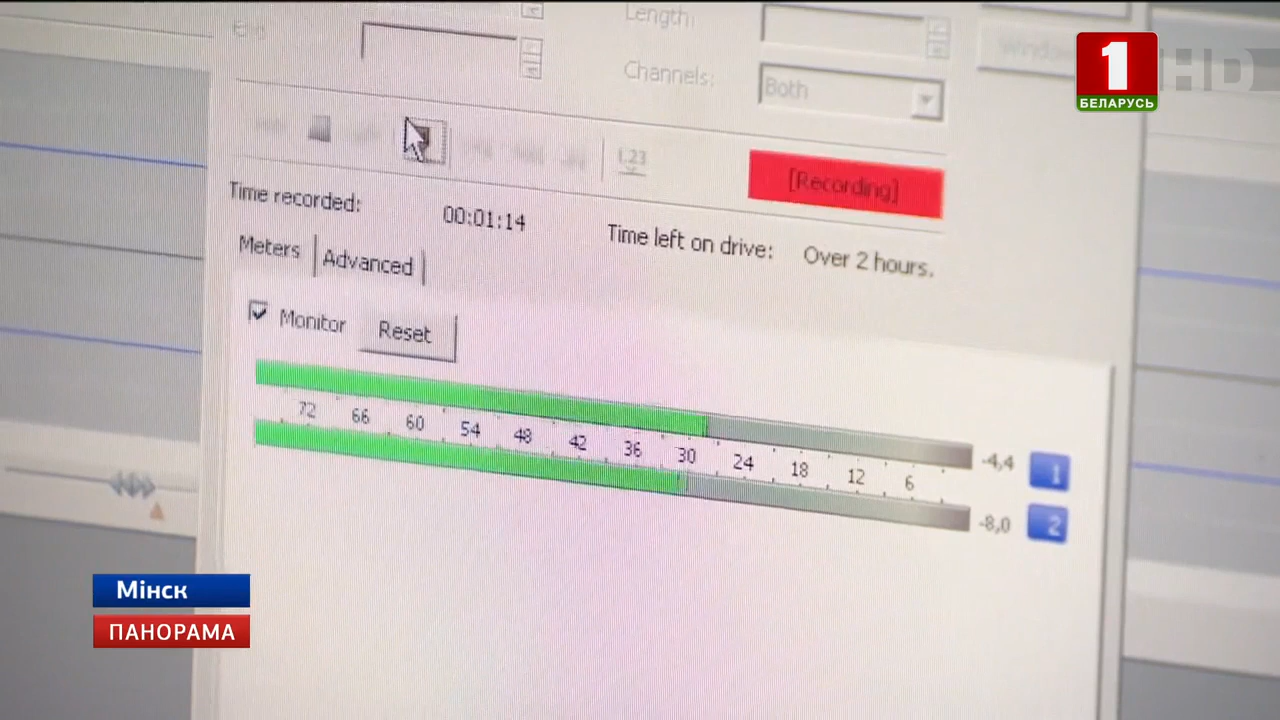 Length:
Channels:
Both
1
HD
БЕЛАРУСЬ
1.23
[Recording]
Time recorded:
00:01:14
Time left on drive:
Over 2 hours.
Meters
Advanced
Monitor
Reset
72 66 60 54 48 42 36 30 24 18 12 6
-4,4
1
-8,0
2
Мінск
ПАНОРАМА